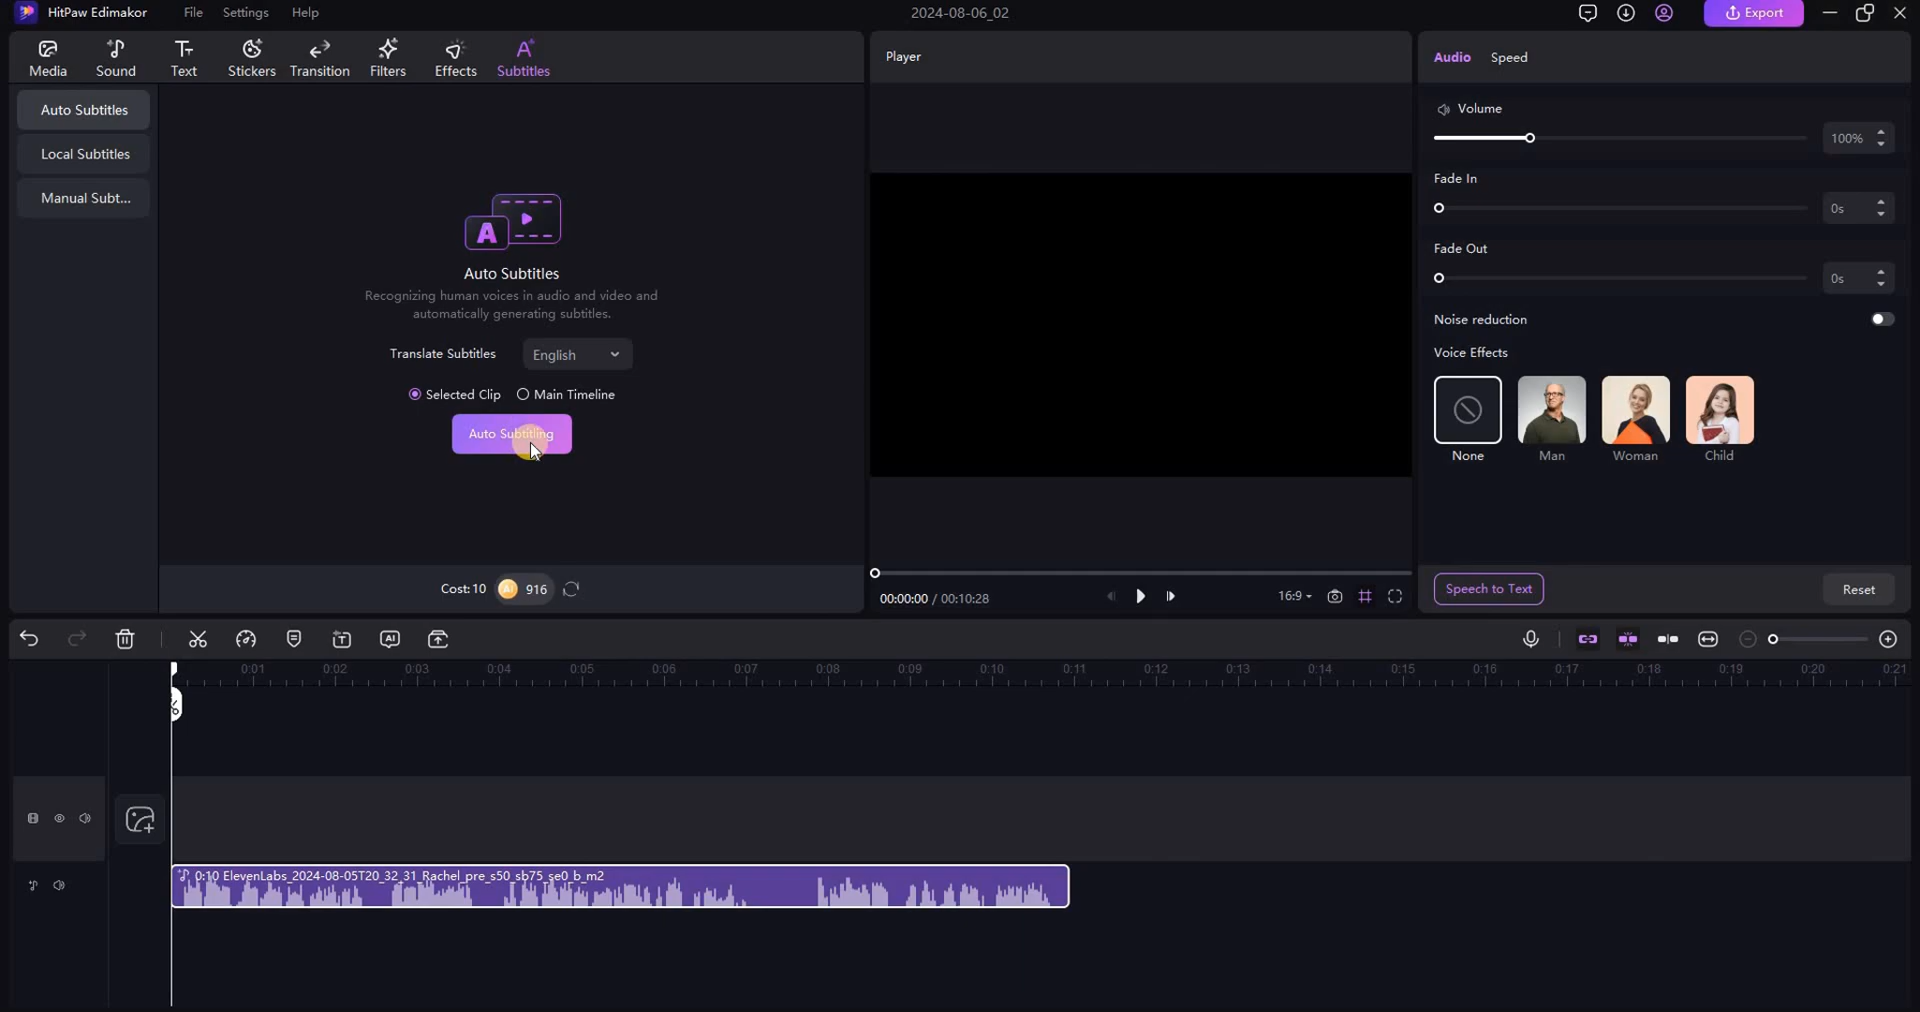 HitPaw Edimakor File Settings Help 2024-08-06_02 Export
Media Sound Text Stickers Transition Filters Effects Subtitles
Auto Subtitles
Local Subtitles
Manual Subt...
A
Auto Subtitles
Recognizing human voices in audio and video and
automatically generating subtitles.
Translate Subtitles English
Selected Clip Main Timeline
Auto Subtitling
Cost:10 AI 916
Player
00:00:00 / 00:10:28 16:9
Audio Speed
Volume
100%
Fade In
0s
Fade Out
0s
Noise reduction
Voice Effects
None Man Woman Child
Speech to Text Reset
0:01 0:02 0:03 0:04 0:05 0:06 0:07 0:08 0:09 0:10 0:11 0:12 0:13 0:14 0:15 0:16 0:17 0:18 0:19 0:20 0:21
0:10 ElevenLabs_2024-08-05T20_32_31_Rachel_pre_s50_sb75_se0_b_m2